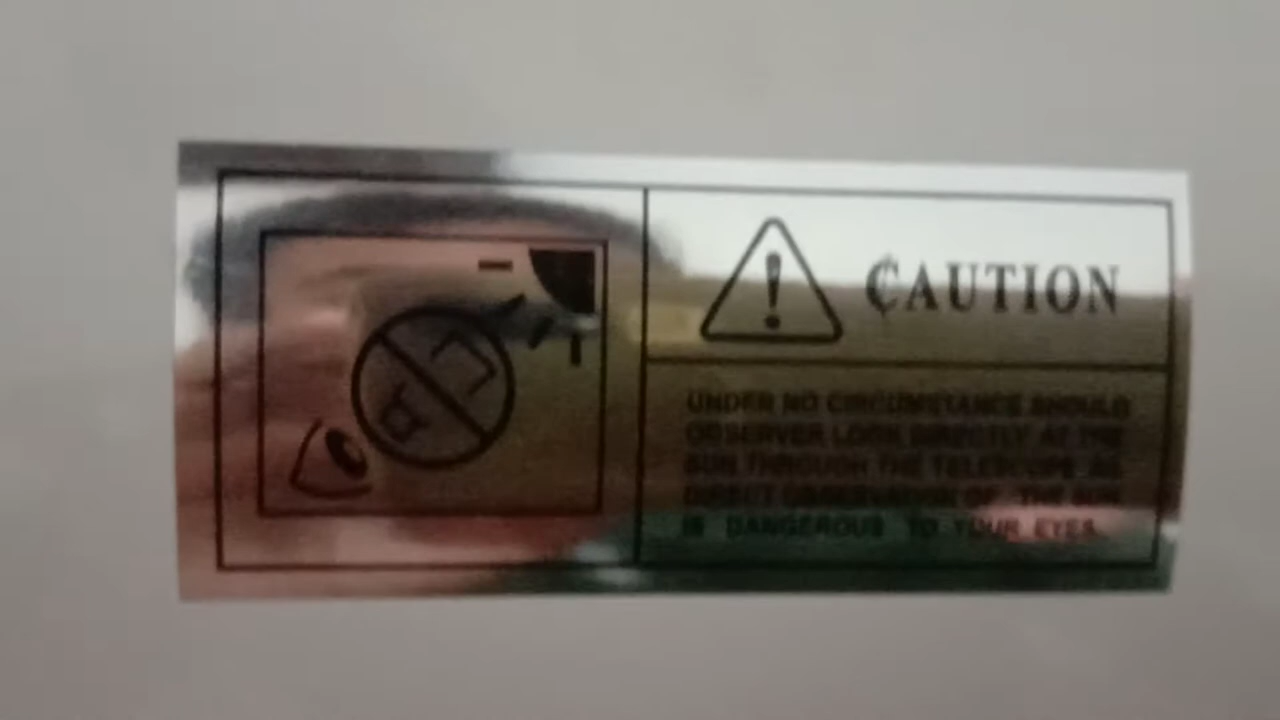 CAUTION
UNDER NO CIRCUMSTANCE SHOULD
OBSERVER LOOK DIRECTLY AT THE
SUN THROUGH THE TELESCOPE AS
DIRECT OBSERVATION OF THE SUN
IS DANGEROUS TO YOUR EYES.